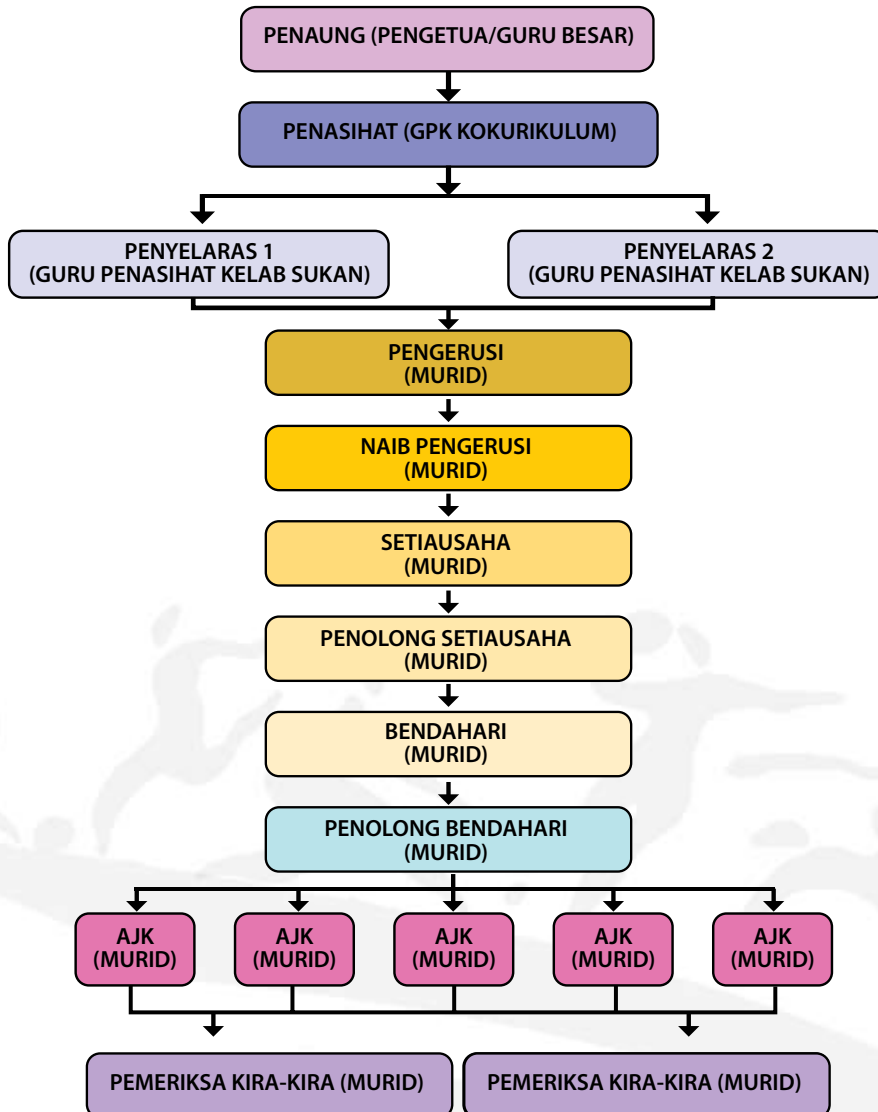 PENAUNG (PENGETUA/GURU BESAR)
PENASIHAT (GPK KOKURIKULUM)
PENYELARAS 1
(GURU PENASIHAT KELAB SUKAN)
PENYELARAS 2
(GURU PENASIHAT KELAB SUKAN)
PENGERUSI
(MURID)
NAIB PENGERUSI
(MURID)
SETIAUSAHA
(MURID)
PENOLONG SETIAUSAHA
(MURID)
BENDAHARI
(MURID)
PENOLONG BENDAHARI
(MURID)
AJK
(MURID)
AJK
(MURID)
AJK
(MURID)
AJK
(MURID)
AJK
(MURID)
PEMERIKSA KIRA-KIRA (MURID)
PEMERIKSA KIRA-KIRA (MURID)